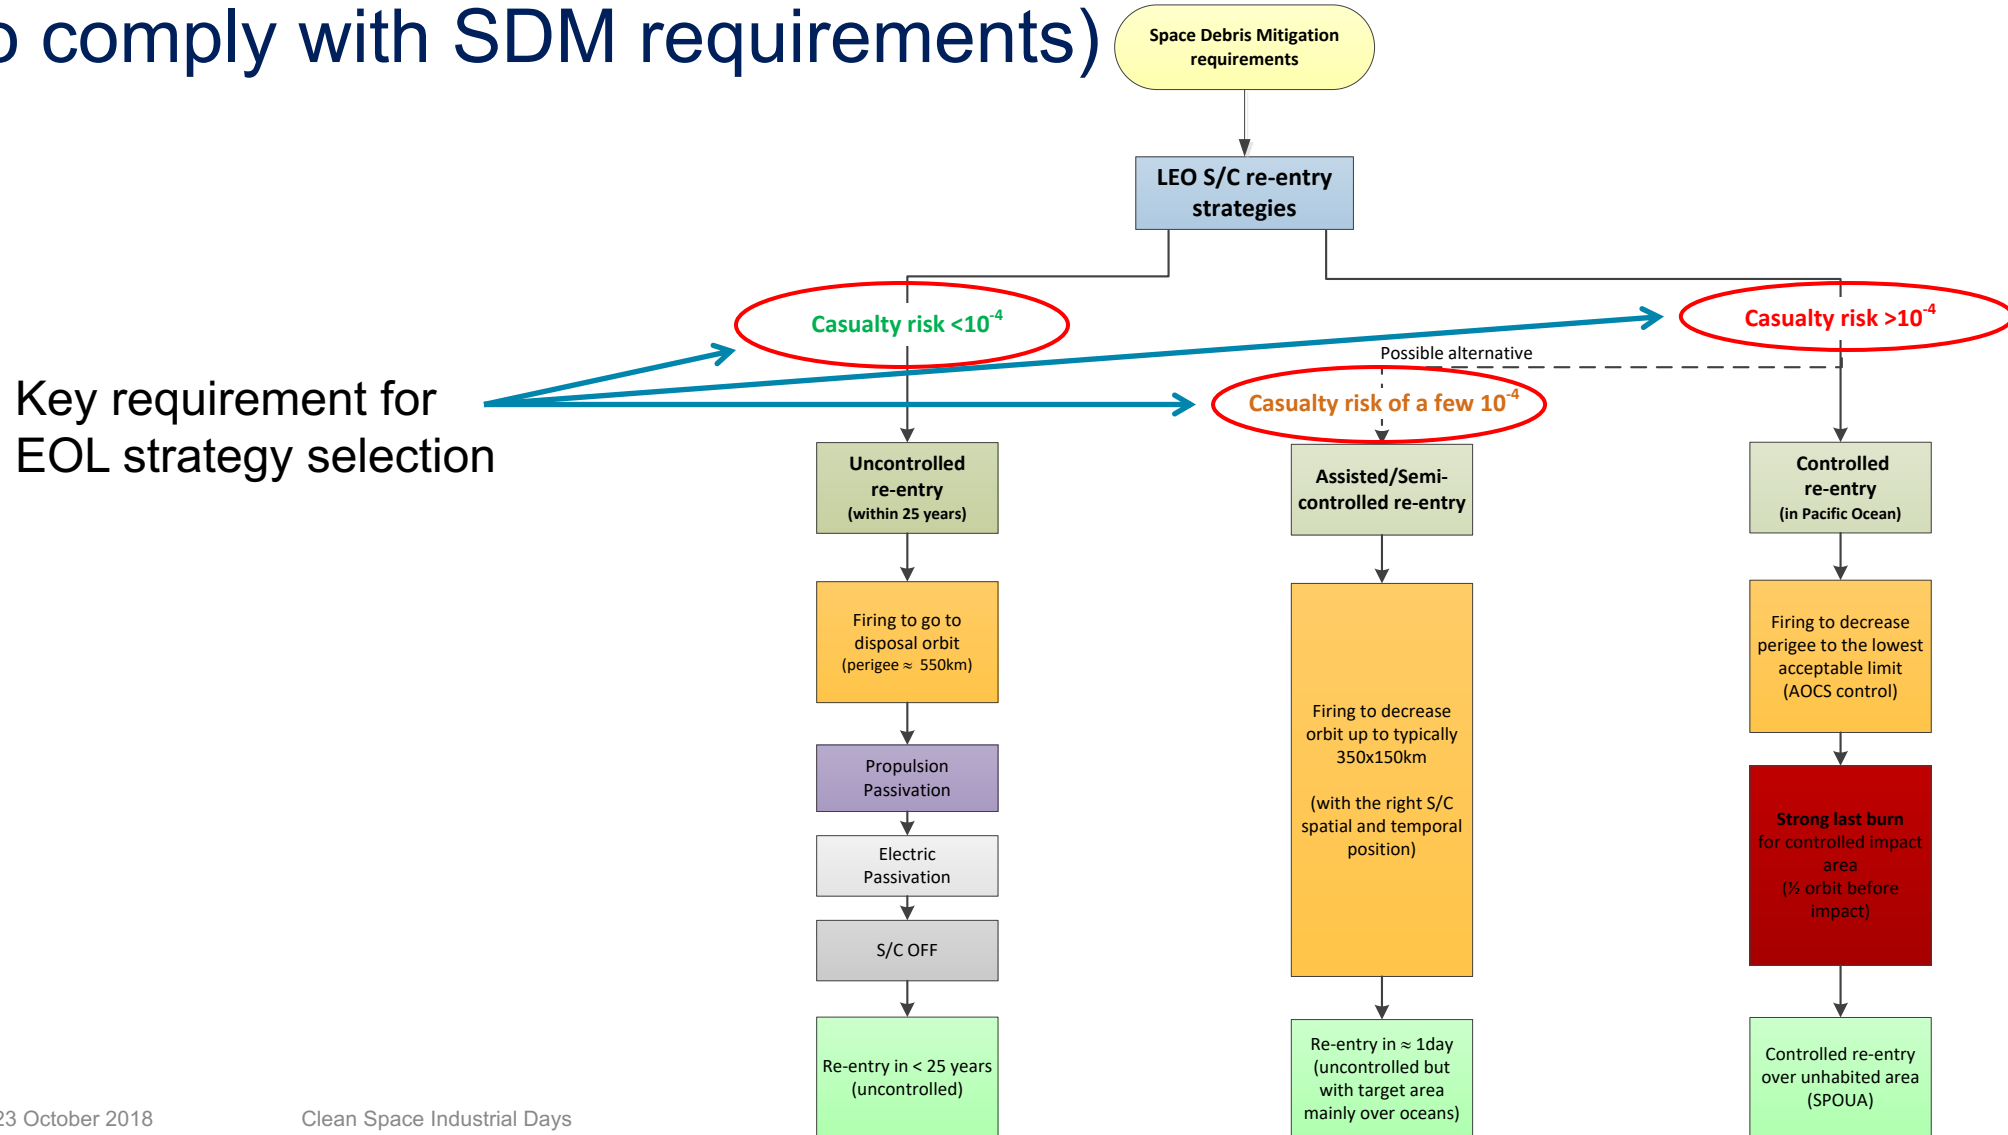 o comply with SDM requirements)
Space Debris Mitigation
requirements
LEO S/C re-entry
strategies
Casualty risk <10-4
Casualty risk >10-4
Possible alternative
Casualty risk of a few 10-4
Key requirement for
EOL strategy selection
Uncontrolled
re-entry
(within 25 years)
Firing to go to
disposal orbit
(perigee ≈ 550km)
Propulsion
Passivation
Electric
Passivation
S/C OFF
Re-entry in < 25 years
(uncontrolled)
Assisted/Semi-
controlled re-entry
Firing to decrease
orbit up to typically
350x150km
(with the right S/C
spatial and temporal
position)
Re-entry in ≈ 1day
(uncontrolled but
with target area
mainly over oceans)
Controlled
re-entry
(in Pacific Ocean)
Firing to decrease
perigee to the lowest
acceptable limit
(AOCS control)
Strong last burn
for controlled impact
area
(½ orbit before
impact)
Controlled re-entry
over unhabited area
(SPOUA)
23 October 2018
Clean Space Industrial Days